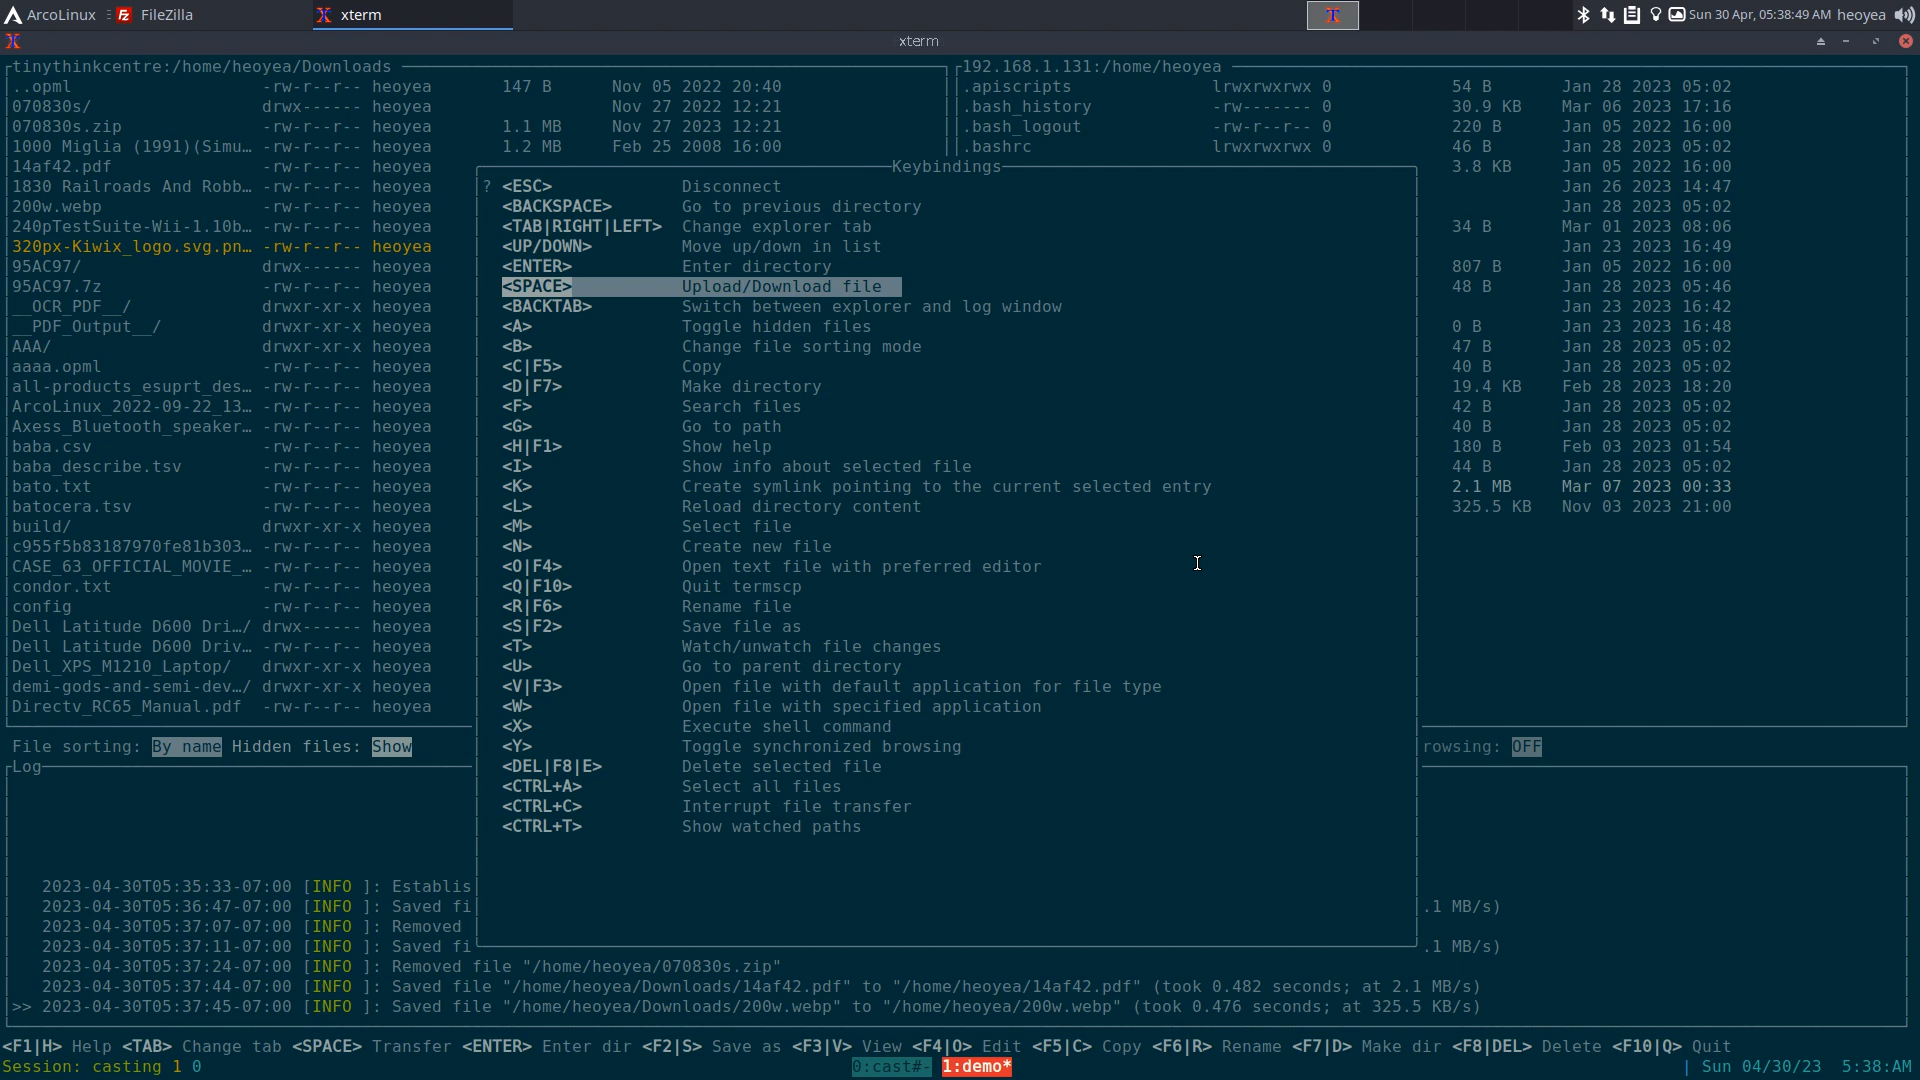 ArcoLinux FileZilla xterm Sun 30 Apr, 05:38:49 AM heoyea
xterm
tinythinkcentre:/home/heoyea/Downloads 192.168.1.131:/home/heoyea
..opml -rw-r--r-- heoyea 147 B Nov 05 2022 20:40 .apiscripts lrwxrwxrwx 0 54 B Jan 28 2023 05:02
070830s/ drwx------ heoyea Nov 27 2022 12:21 .bash_history -rw------- 0 30.9 KB Mar 06 2023 17:16
070830s.zip -rw-r--r-- heoyea 1.1 MB Nov 27 2023 12:21 .bash_logout -rw-r--r-- 0 220 B Jan 05 2022 16:00
1000 Miglia (1991)(Simu… -rw-r--r-- heoyea 1.2 MB Feb 25 2008 16:00 .bashrc lrwxrwxrwx 0 46 B Jan 28 2023 05:02
14af42.pdf -rw-r--r-- heoyea Keybindings 3.8 KB Jan 05 2022 16:00
1830 Railroads And Robb… -rw-r--r-- heoyea ? <ESC> Disconnect Jan 26 2023 14:47
200w.webp -rw-r--r-- heoyea <BACKSPACE> Go to previous directory Jan 28 2023 05:02
240pTestSuite-Wii-1.10b… -rw-r--r-- heoyea <TAB|RIGHT|LEFT> Change explorer tab 34 B Mar 01 2023 08:06
320px-Kiwix_logo.svg.pn… -rw-r--r-- heoyea <UP/DOWN> Move up/down in list Jan 23 2023 16:49
95AC97/ drwx------ heoyea <ENTER> Enter directory 807 B Jan 05 2022 16:00
95AC97.7z -rw-r--r-- heoyea <SPACE> Upload/Download file 48 B Jan 28 2023 05:46
__OCR_PDF__/ drwxr-xr-x heoyea <BACKTAB> Switch between explorer and log window Jan 23 2023 16:42
__PDF_Output__/ drwxr-xr-x heoyea <A> Toggle hidden files 0 B Jan 23 2023 16:48
AAA/ drwxr-xr-x heoyea <B> Change file sorting mode 47 B Jan 28 2023 05:02
aaaa.opml -rw-r--r-- heoyea <C|F5> Copy 40 B Jan 28 2023 05:02
all-products_esuprt_des… -rw-r--r-- heoyea <D|F7> Make directory 19.4 KB Feb 28 2023 18:20
ArcoLinux_2022-09-22_13… -rw-r--r-- heoyea <F> Search files 42 B Jan 28 2023 05:02
Axess_Bluetooth_speaker… -rw-r--r-- heoyea <G> Go to path 40 B Jan 28 2023 05:02
baba.csv -rw-r--r-- heoyea <H|F1> Show help 180 B Feb 03 2023 01:54
baba_describe.tsv -rw-r--r-- heoyea <I> Show info about selected file 44 B Jan 28 2023 05:02
bato.txt -rw-r--r-- heoyea <K> Create symlink pointing to the current selected entry 2.1 MB Mar 07 2023 00:33
batocera.tsv -rw-r--r-- heoyea <L> Reload directory content 325.5 KB Nov 03 2023 21:00
build/ drwxr-xr-x heoyea <M> Select file
c955f5b83187970fe81b303… -rw-r--r-- heoyea <N> Create new file
CASE_63_OFFICIAL_MOVIE_… -rw-r--r-- heoyea <O|F4> Open text file with preferred editor
condor.txt -rw-r--r-- heoyea <Q|F10> Quit termscp
config -rw-r--r-- heoyea <R|F6> Rename file
Dell Latitude D600 Dri…/ drwx------ heoyea <S|F2> Save file as
Dell Latitude D600 Driv… -rw-r--r-- heoyea <T> Watch/unwatch file changes
Dell_XPS_M1210_Laptop/ drwxr-xr-x heoyea <U> Go to parent directory
demi-gods-and-semi-dev…/ drwxr-xr-x heoyea <V|F3> Open file with default application for file type
Directv_RC65_Manual.pdf -rw-r--r-- heoyea <W> Open file with specified application
<X> Execute shell command
File sorting: By name Hidden files: Show <Y> Toggle synchronized browsing rowsing: OFF
Log <DEL|F8|E> Delete selected file
<CTRL+A> Select all files
<CTRL+C> Interrupt file transfer
<CTRL+T> Show watched paths
2023-04-30T05:35:33-07:00 [INFO ]: Establis
2023-04-30T05:36:47-07:00 [INFO ]: Saved fi .1 MB/s)
2023-04-30T05:37:07-07:00 [INFO ]: Removed
2023-04-30T05:37:11-07:00 [INFO ]: Saved fi .1 MB/s)
2023-04-30T05:37:24-07:00 [INFO ]: Removed file "/home/heoyea/070830s.zip"
2023-04-30T05:37:44-07:00 [INFO ]: Saved file "/home/heoyea/Downloads/14af42.pdf" to "/home/heoyea/14af42.pdf" (took 0.482 seconds; at 2.1 MB/s)
>> 2023-04-30T05:37:45-07:00 [INFO ]: Saved file "/home/heoyea/Downloads/200w.webp" to "/home/heoyea/200w.webp" (took 0.476 seconds; at 325.5 KB/s)
<F1|H> Help <TAB> Change tab <SPACE> Transfer <ENTER> Enter dir <F2|S> Save as <F3|V> View <F4|O> Edit <F5|C> Copy <F6|R> Rename <F7|D> Make dir <F8|DEL> Delete <F10|Q> Quit
Session: casting 1 0 0:cast#- 1:demo* | Sun 04/30/23 5:38:AM